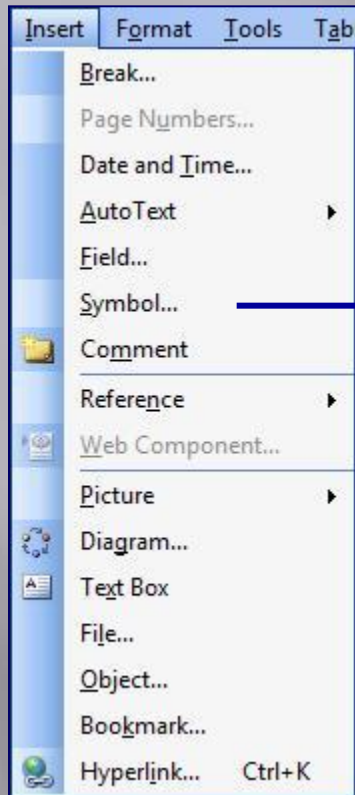 Insert Format Tools Tab
Break...
Page Numbers...
Date and Time...
AutoText
Field...
Symbol...
Comment
Reference
Web Component...
Picture
Diagram...
Text Box
File...
Object...
Bookmark...
Hyperlink... Ctrl+K